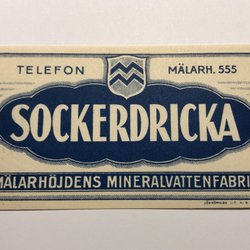 TELEFON MÄLARH. 555
SOCKERDRICKA
MÄLARHÖJDENS MINERALVATTENFABRIK